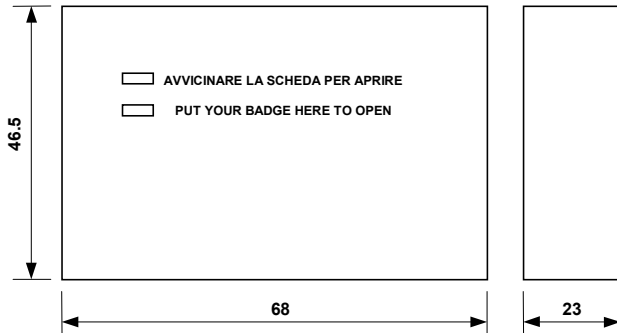 AVVICINARE LA SCHEDA PER APRIRE
PUT YOUR BADGE HERE TO OPEN
46.5
68
23